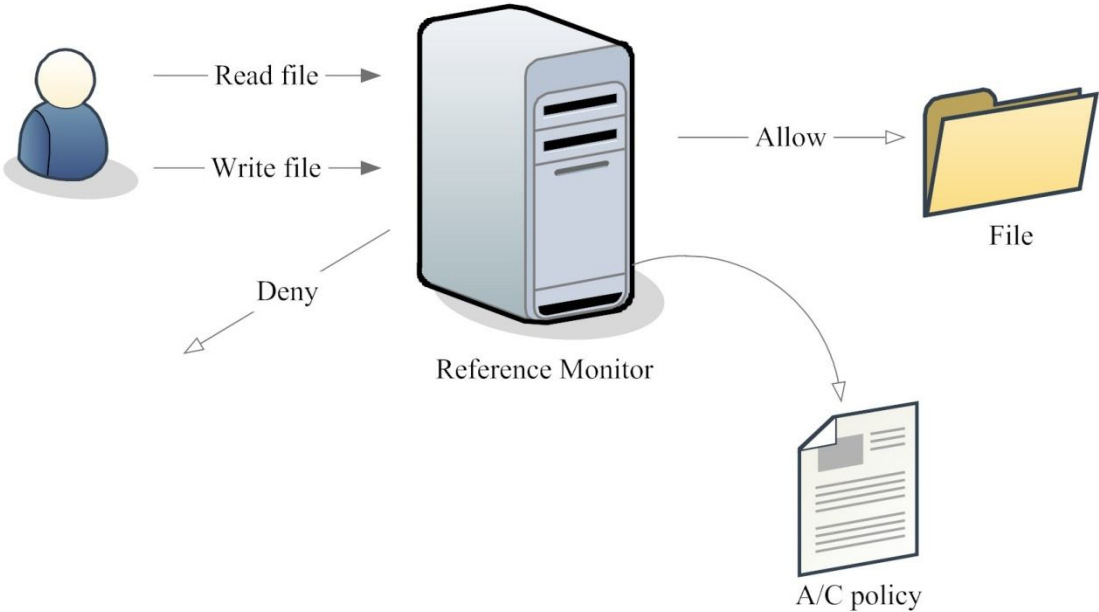 Read file
Allow
Write file
File
Deny
Reference Monitor
A/C policy